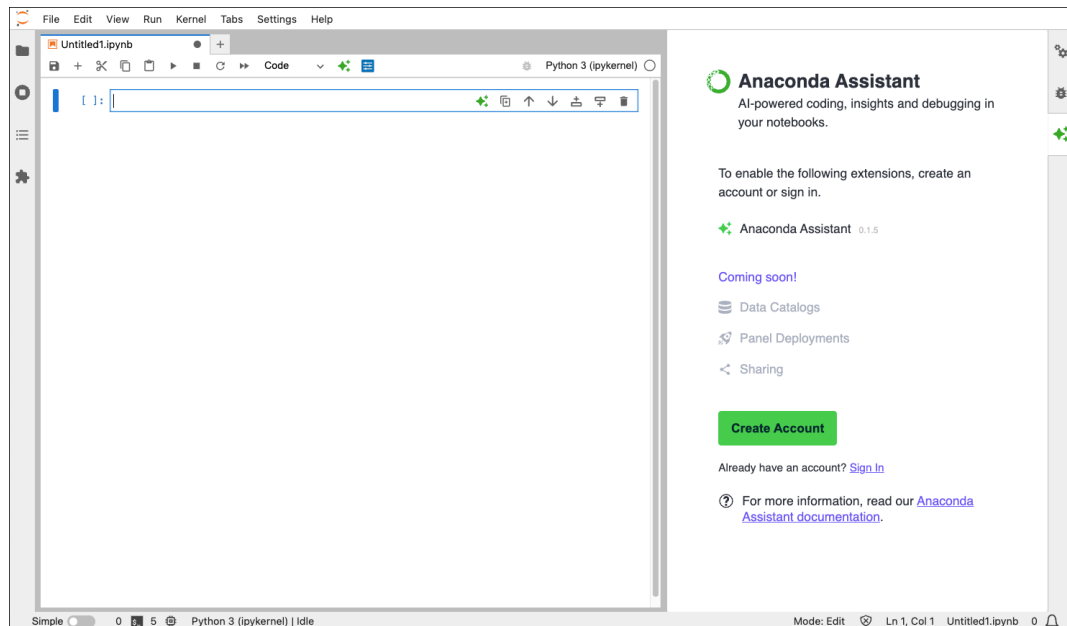 File Edit View Run Kernel Tabs Settings Help
Untitled1.ipynb
Code
Python 3 (ipykernel)
[ ]:
Anaconda Assistant
AI-powered coding, insights and debugging in
your notebooks.
To enable the following extensions, create an
account or sign in.
Anaconda Assistant 0.1.5
Coming soon!
Data Catalogs
Panel Deployments
Sharing
Create Account
Already have an account? Sign In
For more information, read our Anaconda
Assistant documentation.
Simple 0 5 Python 3 (ipykernel) | Idle
Mode: Edit Ln 1, Col 1 Untitled1.ipynb 0